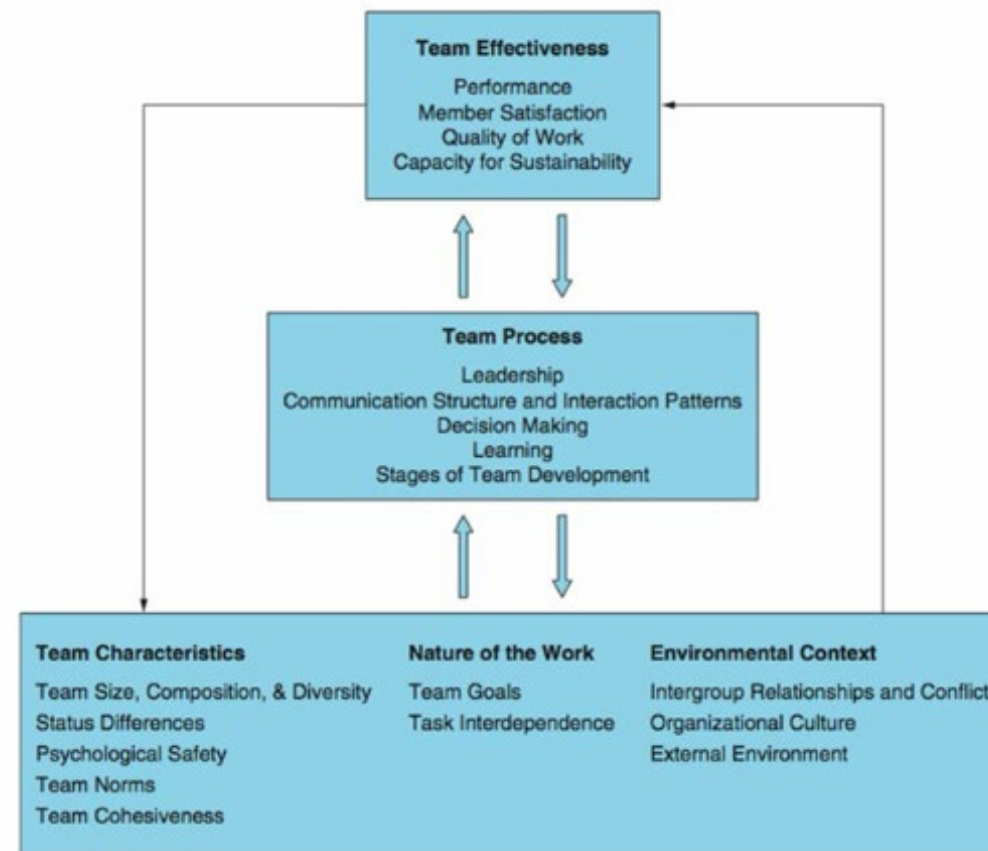 Team Effectiveness
Performance
Member Satisfaction
Quality of Work
Capacity for Sustainability
Team Process
Leadership
Communication Structure and Interaction Patterns
Decision Making
Learning
Stages of Team Development
Team Characteristics
Team Size, Composition, & Diversity
Status Differences
Psychological Safety
Team Norms
Team Cohesiveness
Nature of the Work
Team Goals
Task Interdependence
Environmental Context
Intergroup Relationships and Conflict
Organizational Culture
External Environment